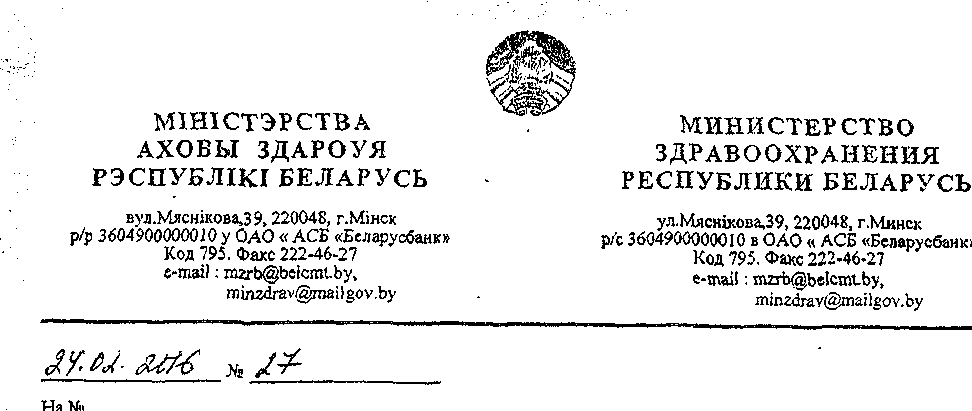 МІНІСТЭРСТВА
АХОВЫ ЗДАРОУЯ
РЭСПУБЛІКІ БЕЛАРУСЬ
вул.Мяснікова,39, 220048, г.Мінск
р/р 3604900000010 у ОАО « АСБ «Беларусбанк»
Код 795. Факс 222-46-27
e-mail : mzrb@belcmt.by,
minzdrav@mailgov.by
МИНИСТЕРСТВО
ЗДРАВООХРАНЕНИЯ
РЕСПУБЛИКИ БЕЛАРУСЬ
ул.Мяснікова,39, 220048, г.Минск
р/с 3604900000010 в ОАО « АСБ «Беларусбанк»
Код 795. Факс 222-46-27
e-mail : mzrb@belcmt.by,
minzdrav@mailgov.by
24.02. № 27
На №